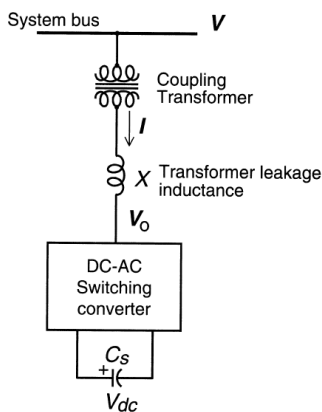 System bus V
Coupling
Transformer
I
X Transformer leakage
inductance
Vo
DC-AC
Switching
converter
Cs
+
Vdc